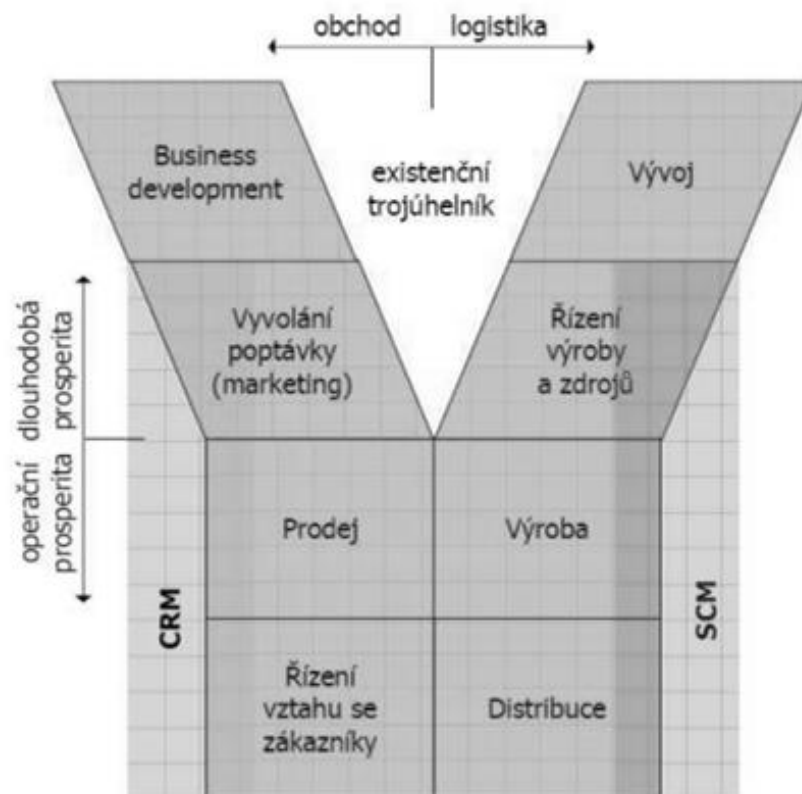 obchod logistika
Business
development
existenční
trojúhelník
Vývoj
Vyvolání
poptávky
(marketing)
Řízení
výroby
a zdrojů
dlouhodobá
prosperita
operační
prosperita
Prodej
Výroba
CRM
SCM
Řízení
vztahu se
zákazníky
Distribuce